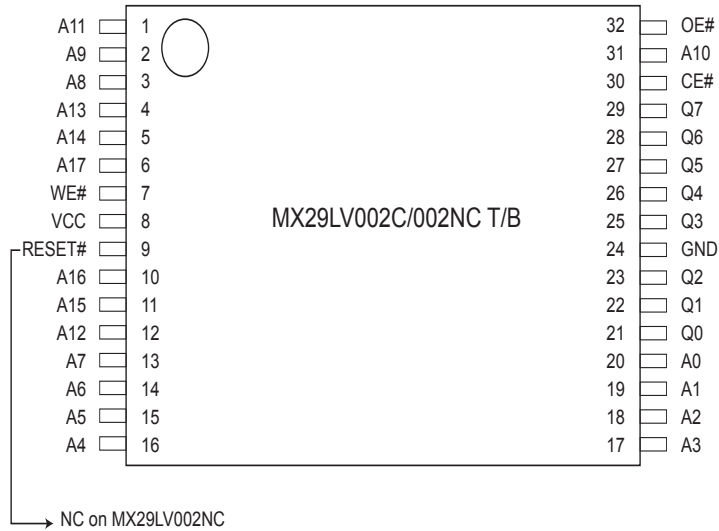 A11 1 32 OE#
A9 2 31 A10
A8 3 30 CE#
A13 4 29 Q7
A14 5 28 Q6
A17 6 27 Q5
WE# 7 26 Q4
VCC 8 MX29LV002C/002NC T/B 25 Q3
RESET# 9 24 GND
A16 10 23 Q2
A15 11 22 Q1
A12 12 21 Q0
A7 13 20 A0
A6 14 19 A1
A5 15 18 A2
A4 16 17 A3
NC on MX29LV002NC